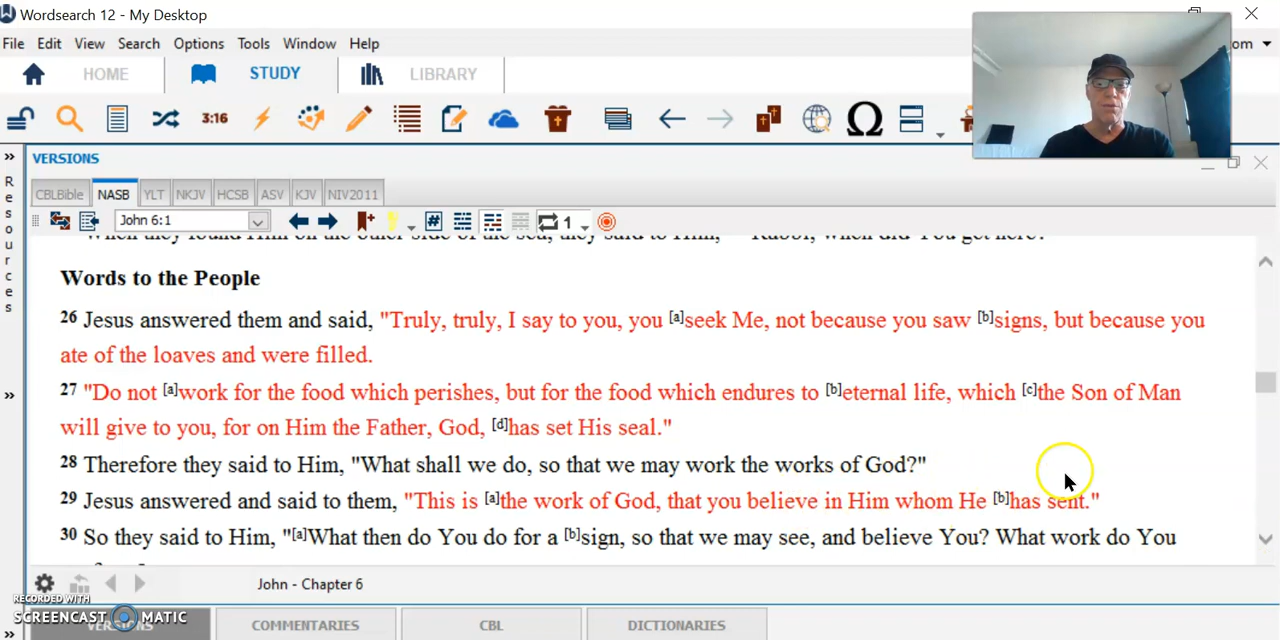 Wordsearch 12 - My Desktop
File Edit View Search Options Tools Window Help
om
HOME STUDY LIBRARY
3:16 Ω
VERSIONS
Resources
CBLBible NASB YLT NKJV HCSB ASV KJV NIV2011
John 6:1 # 1
Words to the People
26 Jesus answered them and said, "Truly, truly, I say to you, you [a]seek Me, not because you saw [b]signs, but because you
ate of the loaves and were filled.
27 "Do not [a]work for the food which perishes, but for the food which endures to [b]eternal life, which [c]the Son of Man
will give to you, for on Him the Father, God, [d]has set His seal."
28 Therefore they said to Him, "What shall we do, so that we may work the works of God?"
29 Jesus answered and said to them, "This is [a]the work of God, that you believe in Him whom He [b]has sent."
30 So they said to Him, "[a]What then do You do for a [b]sign, so that we may see, and believe You? What work do You
John - Chapter 6
RECORDED WITH
SCREENCAST MATIC
VERSIONS COMMENTARIES CBL DICTIONARIES